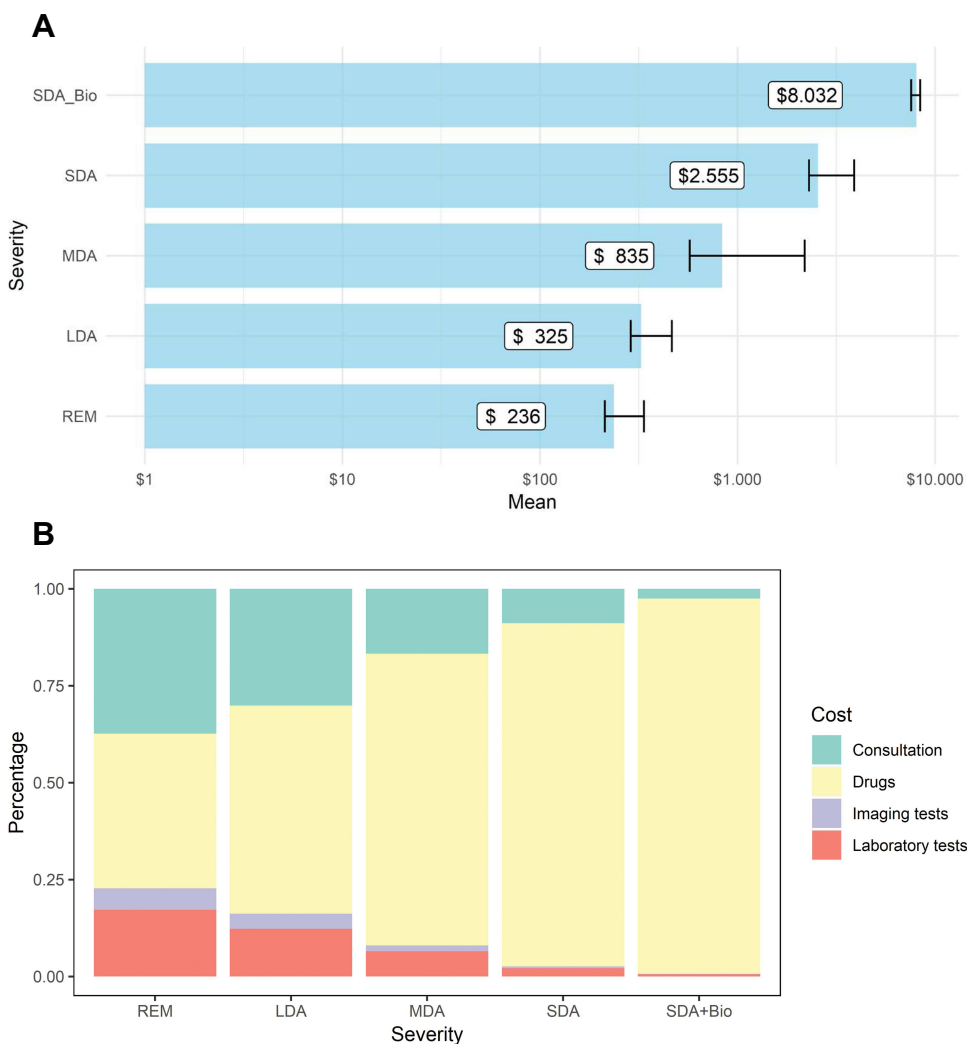 A
SDA_Bio
$8.032
SDA
$2.555
MDA
$ 835
LDA
$ 325
REM
$ 236
Severity
$1 $10 $100 $1.000 $10.000
Mean
B
1.00
0.75
0.50
0.25
0.00
Percentage
REM LDA MDA SDA SDA+Bio
Severity
Cost
Consultation
Drugs
Imaging tests
Laboratory tests